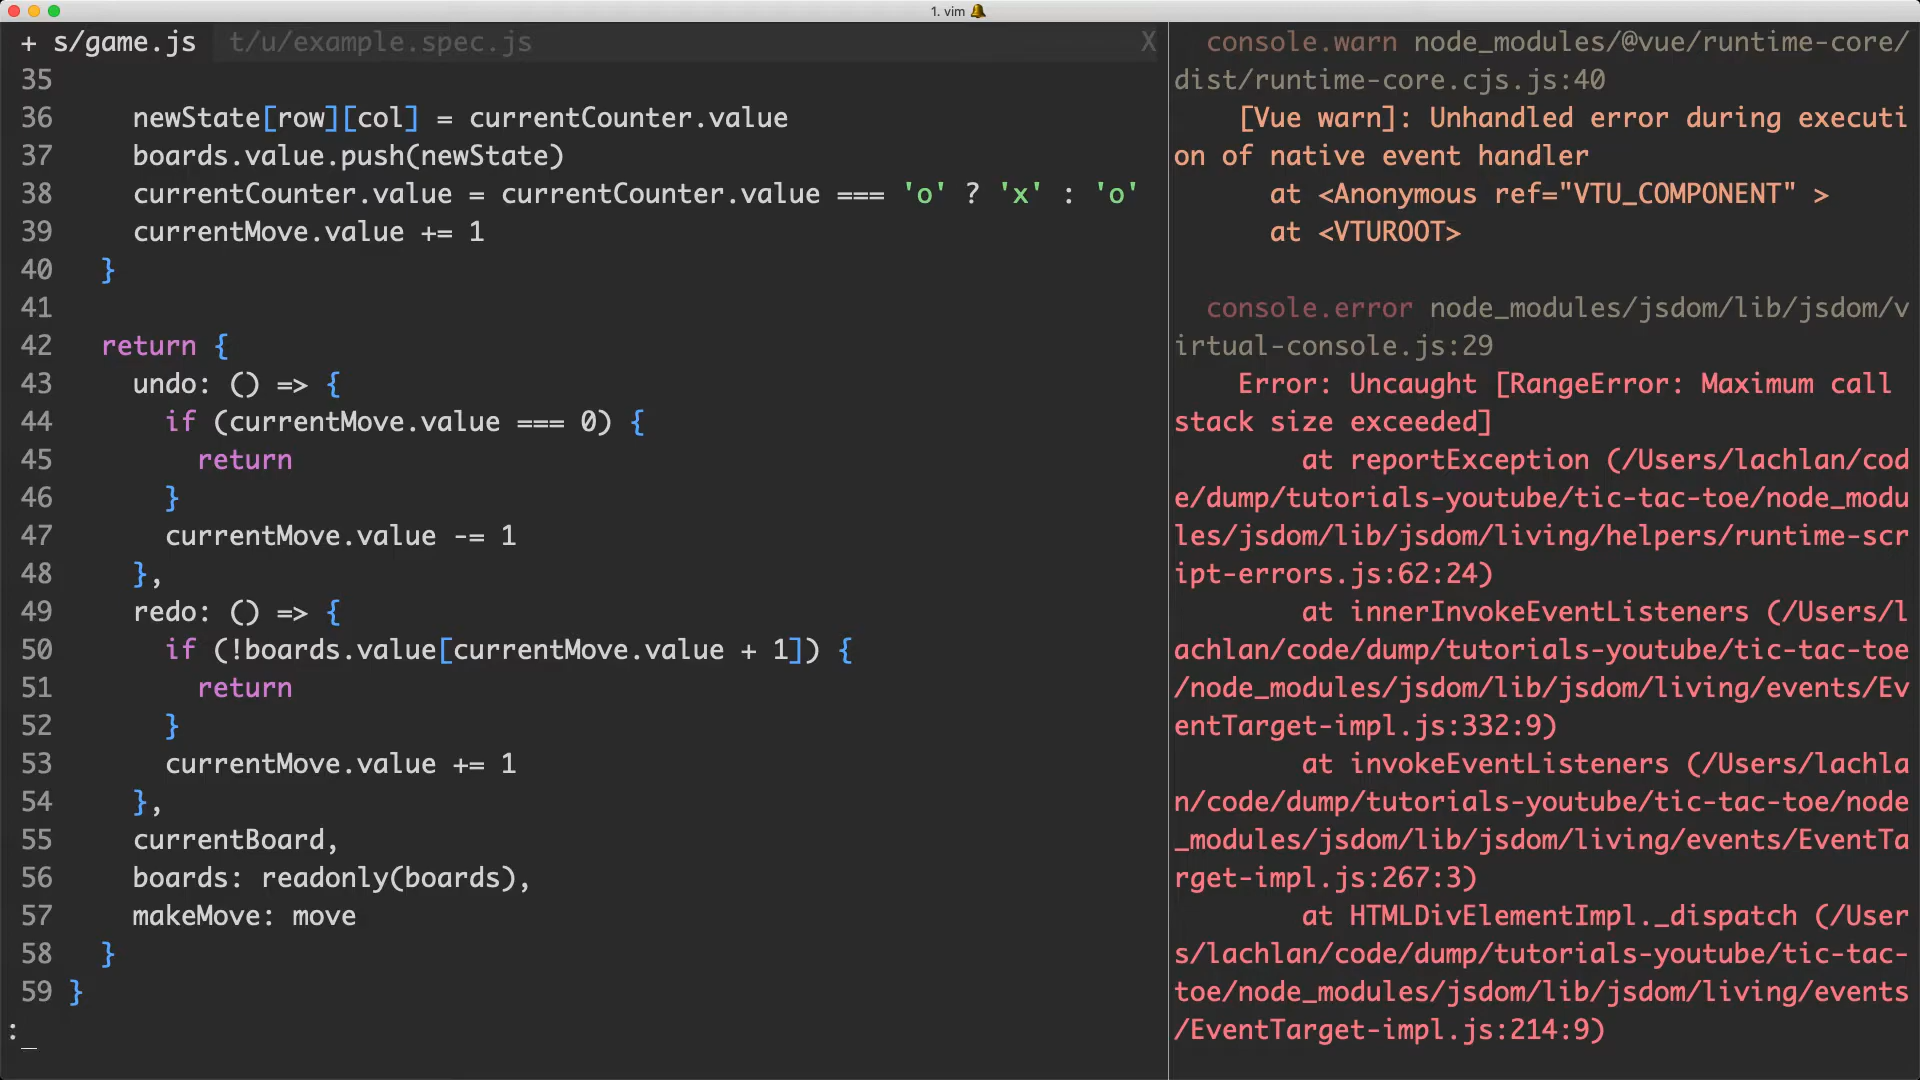 1. vim 🔔
+ s/game.js  t/u/example.spec.js X
35
36 newState[row][col] = currentCounter.value
37 boards.value.push(newState)
38 currentCounter.value = currentCounter.value === 'o' ? 'x' : 'o'
39 currentMove.value += 1
40 }
41
42 return {
43 undo: () => {
44 if (currentMove.value === 0) {
45 return
46 }
47 currentMove.value -= 1
48 },
49 redo: () => {
50 if (!boards.value[currentMove.value + 1]) {
51 return
52 }
53 currentMove.value += 1
54 },
55 currentBoard,
56 boards: readonly(boards),
57 makeMove: move
58 }
59 }
:_
console.warn node_modules/@vue/runtime-core/
dist/runtime-core.cjs.js:40
[Vue warn]: Unhandled error during executi
on of native event handler
at <Anonymous ref="VTU_COMPONENT" >
at <VTUROOT>
console.error node_modules/jsdom/lib/jsdom/v
irtual-console.js:29
Error: Uncaught [RangeError: Maximum call
stack size exceeded]
at reportException (/Users/lachlan/cod
e/dump/tutorials-youtube/tic-tac-toe/node_modu
les/jsdom/lib/jsdom/living/helpers/runtime-scr
ipt-errors.js:62:24)
at innerInvokeEventListeners (/Users/l
achlan/code/dump/tutorials-youtube/tic-tac-toe
/node_modules/jsdom/lib/jsdom/living/events/Ev
entTarget-impl.js:332:9)
at invokeEventListeners (/Users/lachla
n/code/dump/tutorials-youtube/tic-tac-toe/node
_modules/jsdom/lib/jsdom/living/events/EventTa
rget-impl.js:267:3)
at HTMLDivElementImpl._dispatch (/User
s/lachlan/code/dump/tutorials-youtube/tic-tac-
toe/node_modules/jsdom/lib/jsdom/living/events
/EventTarget-impl.js:214:9)